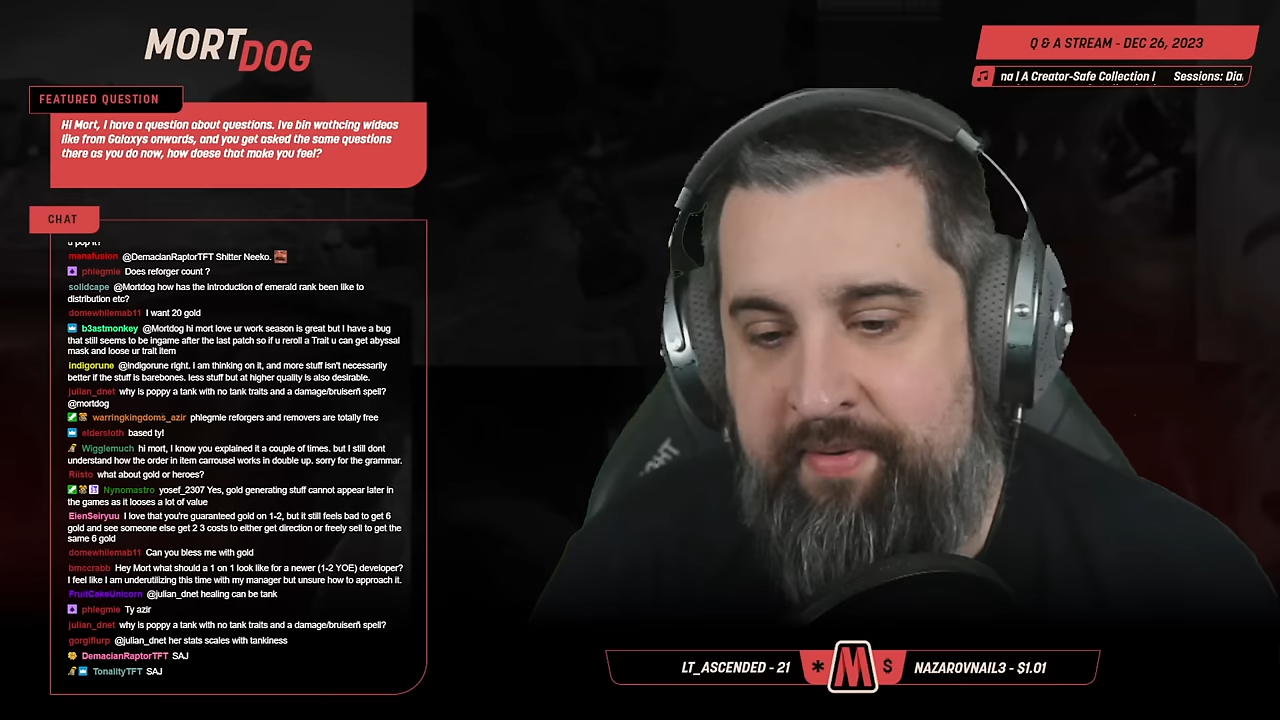 MORTDOG
Q & A STREAM - DEC 26, 2023
na | A Creator-Safe Collection | Sessions: Dia
FEATURED QUESTION
Hi Mort, I have a question about questions. Ive bin wathcing wideos
like from Galaxys onwards, and you get asked the same questions
there as you do now, how doese that make you feel?
CHAT
u pop it?
manafusion @DemacianRaptorTFT Shitter Neeko.
phlegmie Does reforger count ?
solidcape @Mortdog how has the introduction of emerald rank been like to
distribution etc?
domewhilemab11 I want 20 gold
b3astmonkey @Mortdog hi mort love ur work season is great but I have a bug
that still seems to be ingame after the last patch so if u reroll a Trait u can get abyssal
mask and loose ur trait item
indigorune @indigorune right. I am thinking on it, and more stuff isn't necessarily
better if the stuff is barebones. less stuff but at higher quality is also desirable.
julian_dnet why is poppy a tank with no tank traits and a damage/bruiserñ spell?
@mortdog
warringkingdoms_azir phlegmie reforgers and removers are totally free
eldersloth based ty!
Wigglemuch hi mort, I know you explained it a couple of times. but I still dont
understand how the order in item carrousel works in double up. sorry for the grammar.
Riisto what about gold or heroes?
Nynomastro yosef_2307 Yes, gold generating stuff cannot appear later in
the games as it looses a lot of value
ElenSeiryuu I love that you're guaranteed gold on 1-2, but it still feels bad to get 6
gold and see someone else get 2 3 costs to either get direction or freely sell to get the
same 6 gold
domewhilemab11 Can you bless me with gold
bmccrabb Hey Mort what should a 1 on 1 look like for a newer (1-2 YOE) developer?
I feel like I am underutilizing this time with my manager but unsure how to approach it.
FruitCakeUnicorn @julian_dnet healing can be tank
phlegmie Ty azir
julian_dnet why is poppy a tank with no tank traits and a damage/bruiserñ spell?
gorgiflurp @julian_dnet her stats scales with tankiness
DemacianRaptorTFT SAJ
TonalityTFT SAJ
LT_ASCENDED - 21 * M $ NAZAROVNAIL3 - $1.01